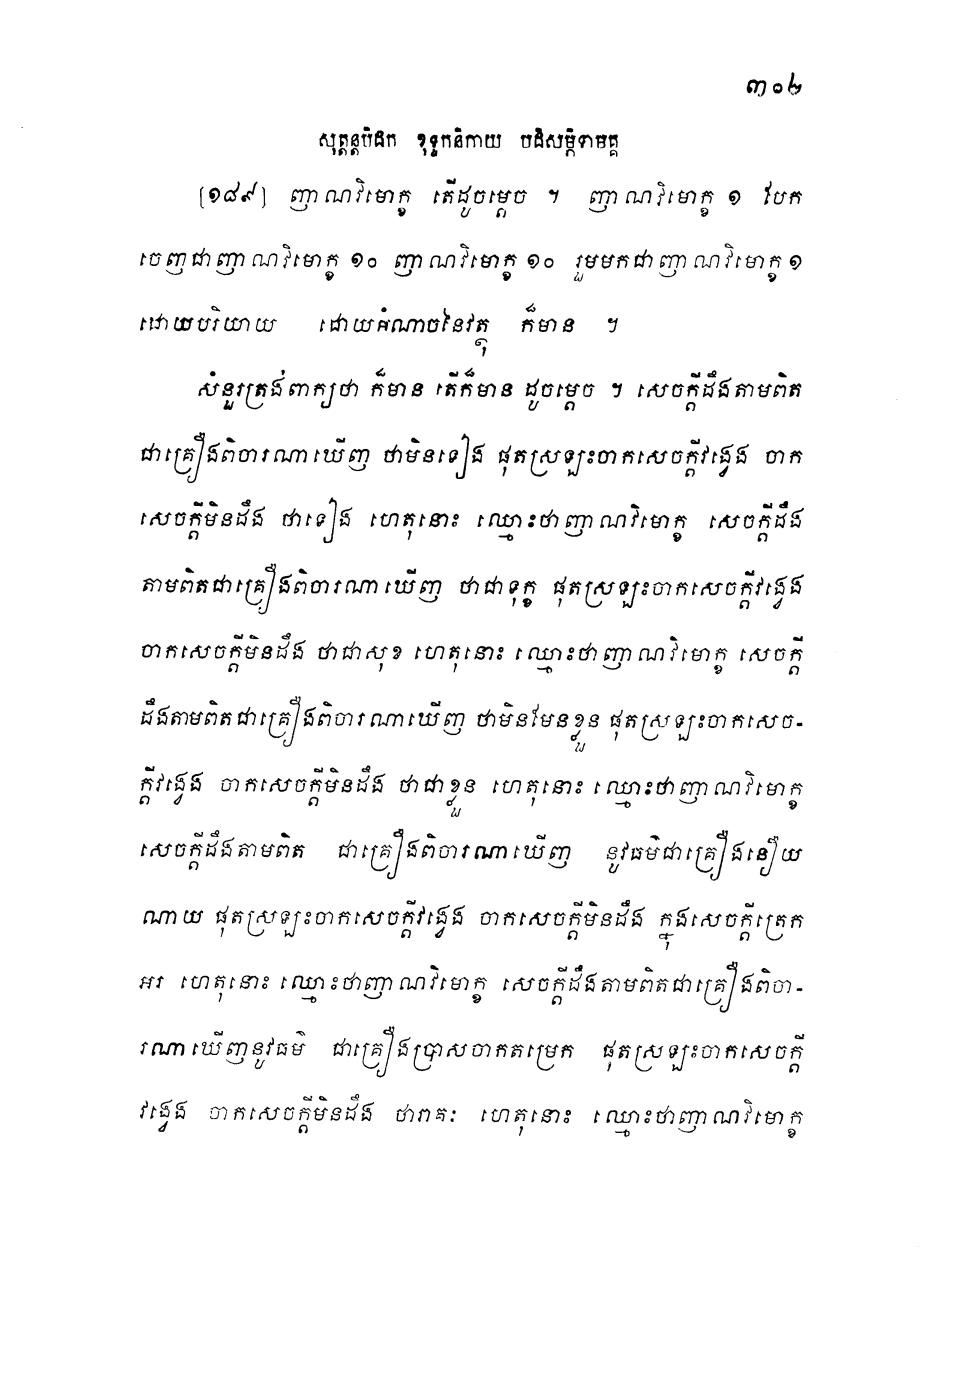 ៣០២
សុត្តន្តបិដក ខុទ្ទកនិកាយ បដិសម្ភិទាមគ្គ
[១៨៩] ញាណវិមោក្ខ តើដូចម្តេច ។ ញាណវិមោក្ខ ១ បែក
ចេញជាញាណវិមោក្ខ ១០ ញាណវិមោក្ខ ១០ រួមមកជាញាណវិមោក្ខ ១
ដោយបរិយាយ ដោយអំណាចនៃវត្ថុ ក៏មាន ។
សំនួរត្រង់ពាក្យថា ក៏មាន តើក៏មាន ដូចម្តេច ។ សេចក្តីដឹងតាមពិត
ជាគ្រឿងពិចារណាឃើញ ថាមិនទៀង ផុតស្រឡះចាកសេចក្តីវង្វេង ចាក
សេចក្តីមិនដឹង ថាទៀង ហេតុនោះ ឈ្មោះថាញាណវិមោក្ខ សេចក្តីដឹង
តាមពិតជាគ្រឿងពិចារណាឃើញ ថាជាទុក្ខ ផុតស្រឡះចាកសេចក្តីវង្វេង
ចាកសេចក្តីមិនដឹង ថាជាសុខ ហេតុនោះ ឈ្មោះថាញាណវិមោក្ខ សេចក្តី
ដឹងតាមពិតជាគ្រឿងពិចារណាឃើញ ថាមិនមែនខ្លួន ផុតស្រឡះចាកសេច-
ក្តីវង្វេង ចាកសេចក្តីមិនដឹង ថាជាខ្លួន ហេតុនោះ ឈ្មោះថាញាណវិមោក្ខ
សេចក្តីដឹងតាមពិត ជាគ្រឿងពិចារណាឃើញ នូវធម៌ជាគ្រឿងនឿយ
ណាយ ផុតស្រឡះចាកសេចក្តីវង្វេង ចាកសេចក្តីមិនដឹង ក្នុងសេចក្តីត្រេក
អរ ហេតុនោះ ឈ្មោះថាញាណវិមោក្ខ សេចក្តីដឹងតាមពិតជាគ្រឿងពិចា-
រណាឃើញនូវធម៌ ជាគ្រឿងប្រាសចាកតម្រេក ផុតស្រឡះចាកសេចក្តី
វង្វេង ចាកសេចក្តីមិនដឹង ថារាគៈ ហេតុនោះ ឈ្មោះថាញាណវិមោក្ខ